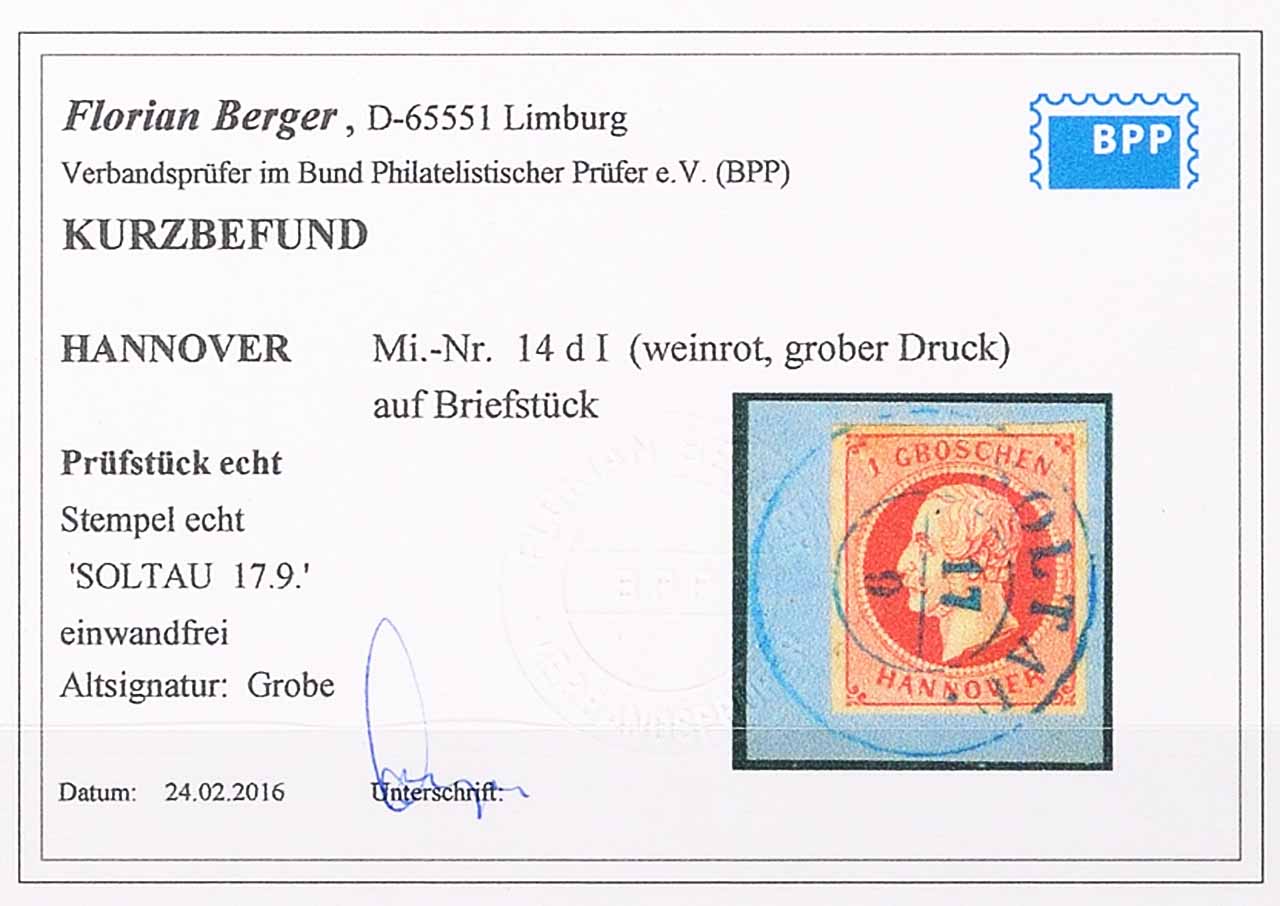 Florian Berger, D-65551 Limburg
BPP
Verbandsprüfer im Bund Philatelistischer Prüfer e.V. (BPP)
KURZBEFUND
HANNOVER Mi.-Nr. 14 d I (weinrot, grober Druck)
auf Briefstück
Prüfstück echt
Stempel echt
'SOLTAU 17.9.'
einwandfrei
Altsignatur: Grobe
Datum: 24.02.2016 Unterschrift:
1 GROSCHEN
HANNOVER
OLTAU
17
9